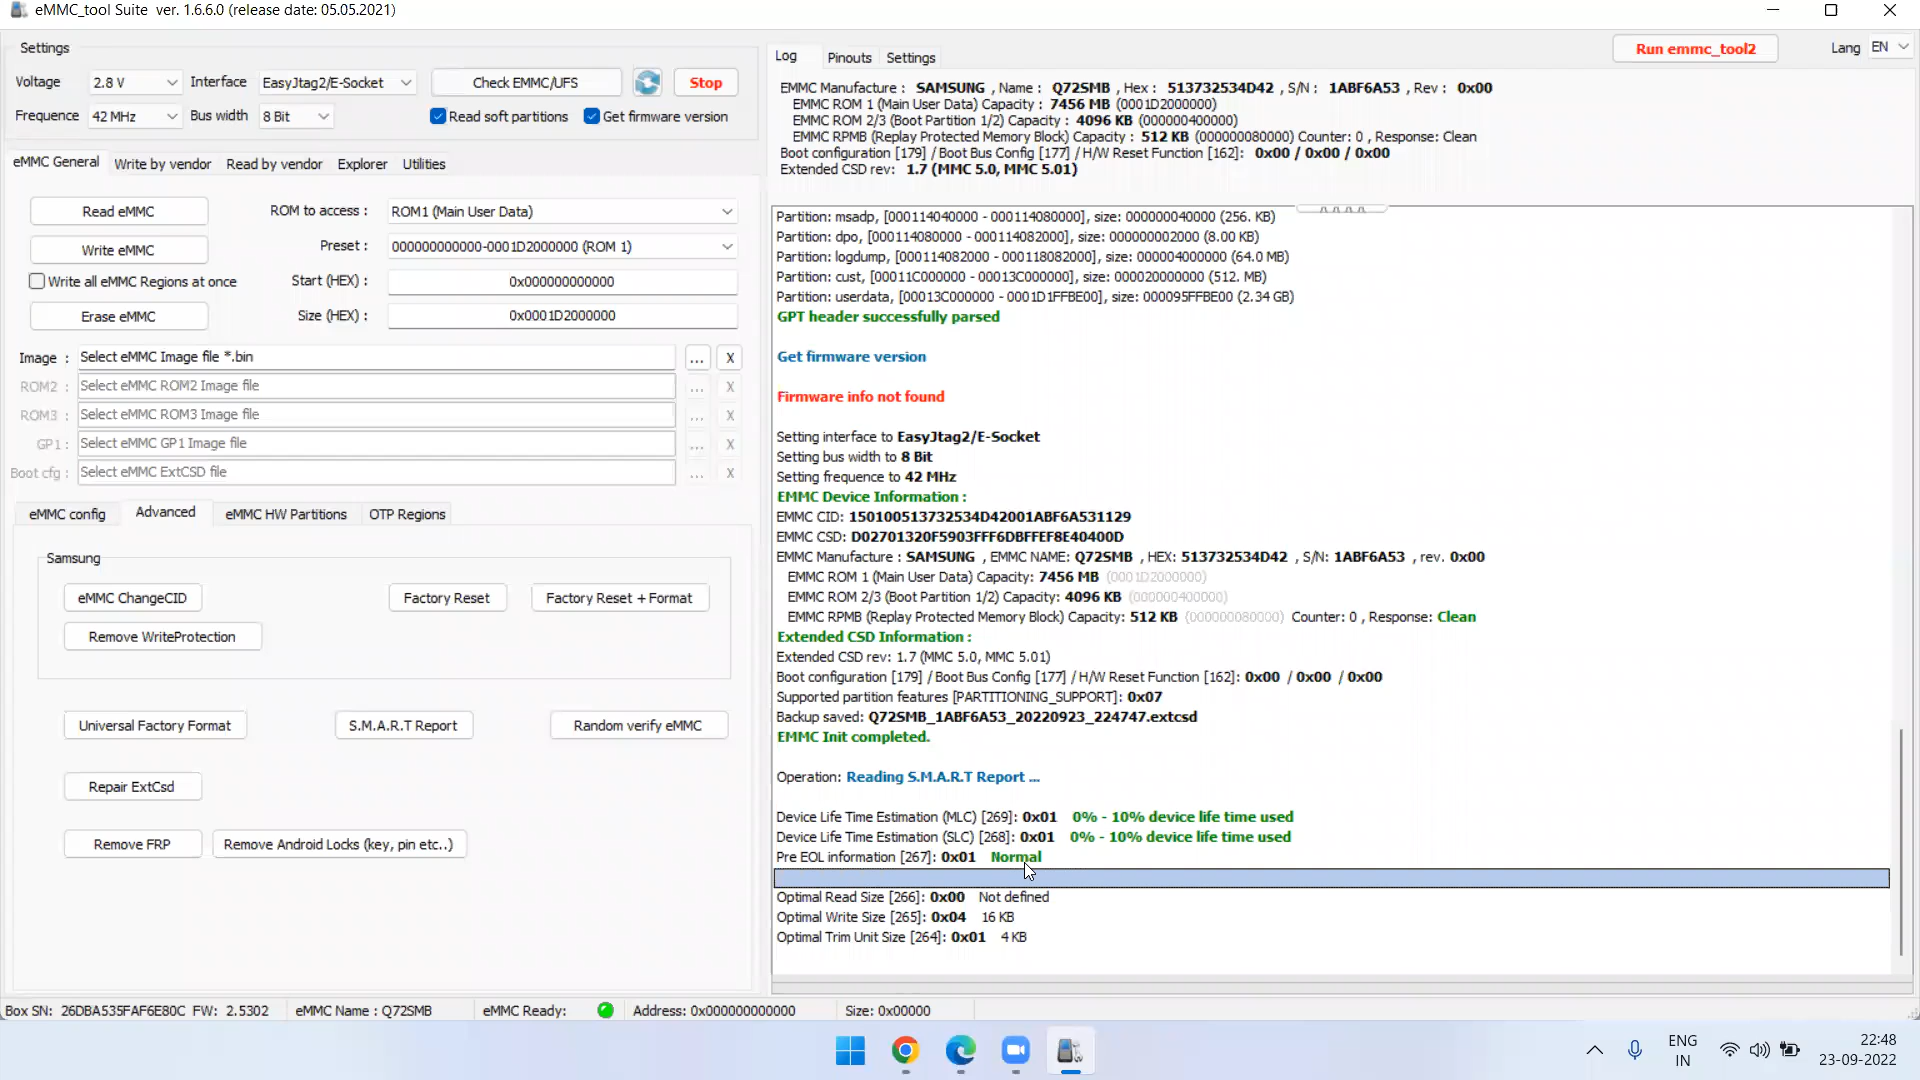 eMMC_tool Suite ver. 1.6.6.0 (release date: 05.05.2021)
Settings
Voltage 2.8 V Interface EasyJtag2/E-Socket Check EMMC/UFS Stop
Frequence 42 MHz Bus width 8 Bit Read soft partitions Get firmware version
eMMC General Write by vendor Read by vendor Explorer Utilities
Read eMMC ROM to access : ROM1 (Main User Data)
Write eMMC Preset : 000000000000-0001D2000000 (ROM 1)
Write all eMMC Regions at once Start (HEX) : 0x000000000000
Erase eMMC Size (HEX) : 0x0001D2000000
Image : Select eMMC Image file *.bin ... X
ROM2 : Select eMMC ROM2 Image file ... X
ROM3 : Select eMMC ROM3 Image file ... X
GP1 : Select eMMC GP1 Image file ... X
Boot cfg : Select eMMC ExtCSD file ... X
eMMC config Advanced eMMC HW Partitions OTP Regions
Samsung
eMMC ChangeCID Factory Reset Factory Reset + Format
Remove WriteProtection
Universal Factory Format S.M.A.R.T Report Random verify eMMC
Repair ExtCsd
Remove FRP Remove Android Locks (key, pin etc..)
Log Pinouts Settings Run emmc_tool2 Lang EN
EMMC Manufacture : SAMSUNG , Name : Q72SMB , Hex : 513732534D42 , S/N : 1ABF6A53 , Rev : 0x00
EMMC ROM 1 (Main User Data) Capacity : 7456 MB (0001D2000000)
EMMC ROM 2/3 (Boot Partition 1/2) Capacity : 4096 KB (000000400000)
EMMC RPMB (Replay Protected Memory Block) Capacity : 512 KB (000000080000) Counter: 0 , Response: Clean
Boot configuration [179] / Boot Bus Config [177] / H/W Reset Function [162]: 0x00 / 0x00 / 0x00
Extended CSD rev: 1.7 (MMC 5.0, MMC 5.01)
Partition: msadp, [000114040000 - 000114080000], size: 000000040000 (256. KB)
Partition: dpo, [000114080000 - 000114082000], size: 000000002000 (8.00 KB)
Partition: logdump, [000114082000 - 000118082000], size: 000004000000 (64.0 MB)
Partition: cust, [00011C000000 - 00013C000000], size: 000020000000 (512. MB)
Partition: userdata, [00013C000000 - 0001D1FFBE00], size: 000095FFBE00 (2.34 GB)
GPT header successfully parsed
Get firmware version
Firmware info not found
Setting interface to EasyJtag2/E-Socket
Setting bus width to 8 Bit
Setting frequence to 42 MHz
EMMC Device Information :
EMMC CID: 150100513732534D42001ABF6A531129
EMMC CSD: D02701320F5903FFF6DBFFEF8E40400D
EMMC Manufacture : SAMSUNG , EMMC NAME: Q72SMB , HEX: 513732534D42 , S/N: 1ABF6A53 , rev. 0x00
EMMC ROM 1 (Main User Data) Capacity: 7456 MB (0001D2000000)
EMMC ROM 2/3 (Boot Partition 1/2) Capacity: 4096 KB (000000400000)
EMMC RPMB (Replay Protected Memory Block) Capacity: 512 KB (000000080000) Counter: 0 , Response: Clean
Extended CSD Information :
Extended CSD rev: 1.7 (MMC 5.0, MMC 5.01)
Boot configuration [179] / Boot Bus Config [177] / H/W Reset Function [162]: 0x00 / 0x00 / 0x00
Supported partition features [PARTITIONING_SUPPORT]: 0x07
Backup saved: Q72SMB_1ABF6A53_20220923_224747.extcsd
EMMC Init completed.
Operation: Reading S.M.A.R.T Report ...
Device Life Time Estimation (MLC) [269]: 0x01 0% - 10% device life time used
Device Life Time Estimation (SLC) [268]: 0x01 0% - 10% device life time used
Pre EOL information [267]: 0x01 Normal
Optimal Read Size [266]: 0x00 Not defined
Optimal Write Size [265]: 0x04 16 KB
Optimal Trim Unit Size [264]: 0x01 4 KB
Box SN: 26DBA535FAF6E80C FW: 2.5302 eMMC Name : Q72SMB eMMC Ready: Address: 0x000000000000 Size: 0x00000
ENG
IN
22:48
23-09-2022